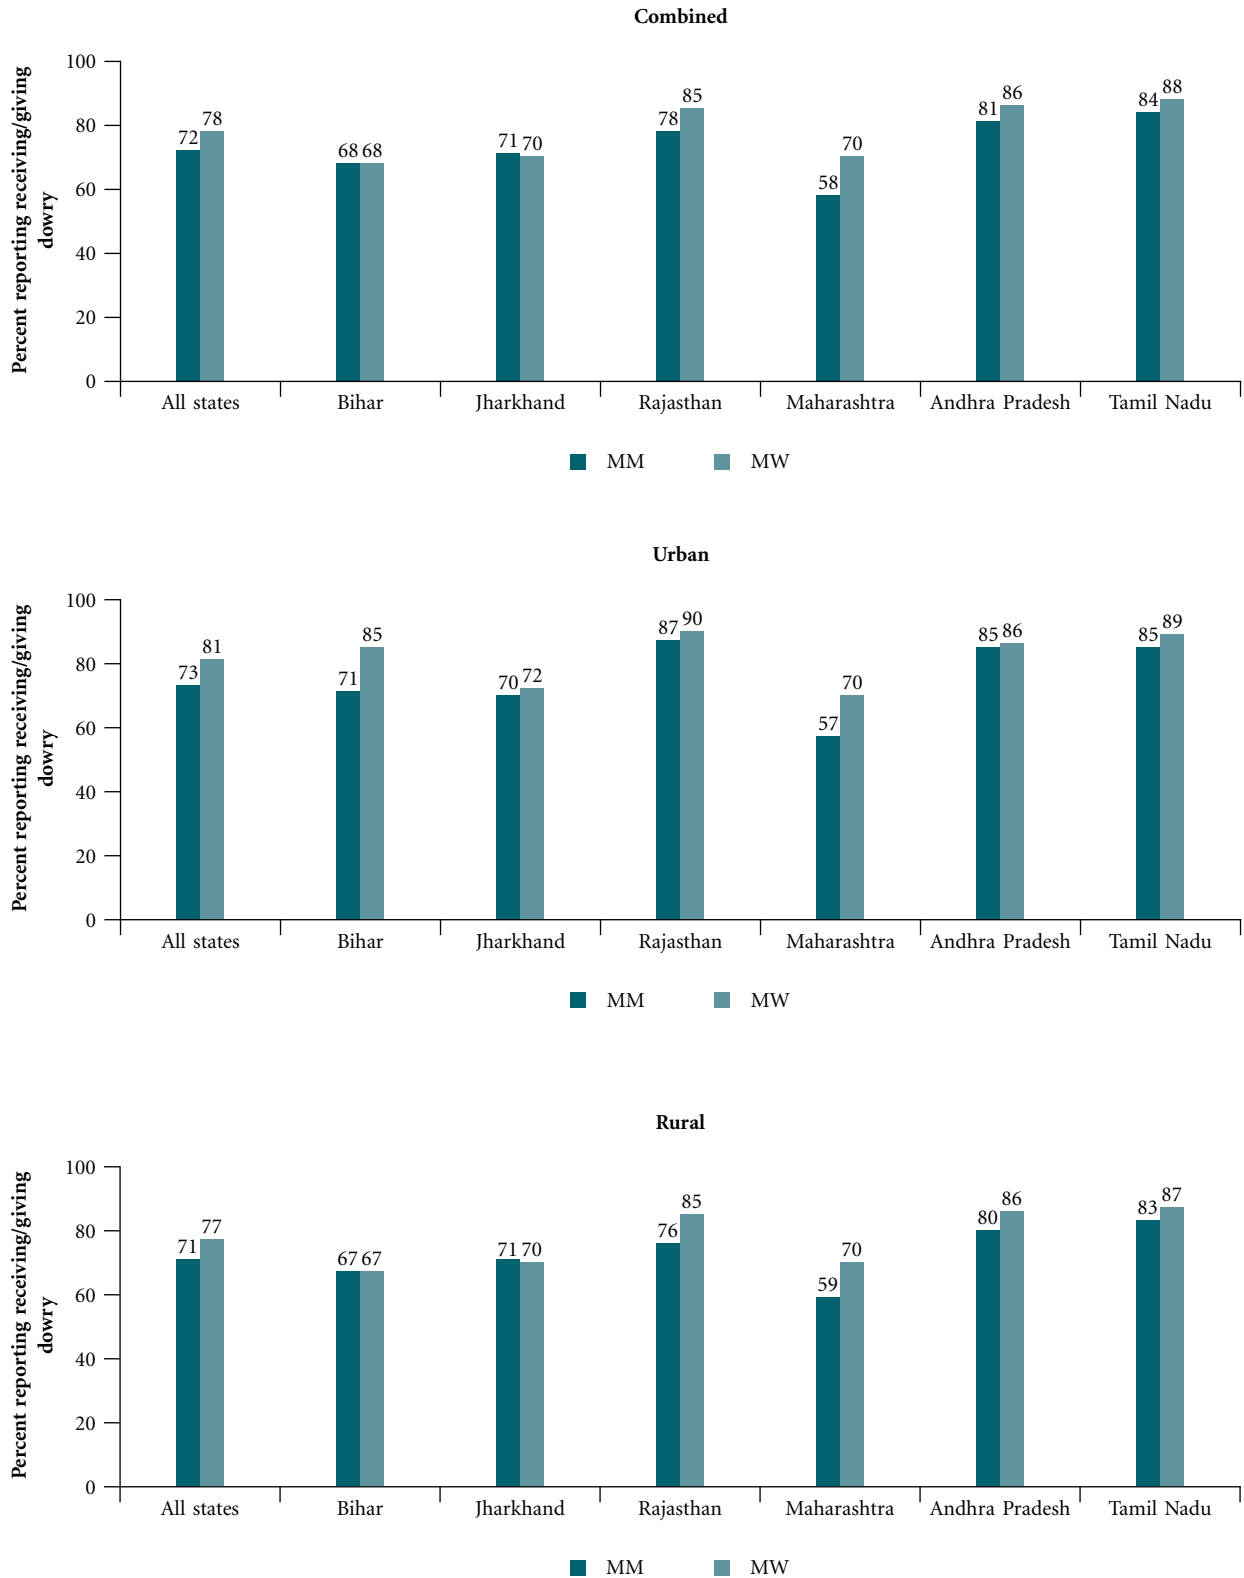 Combined
Percent reporting receiving/giving
dowry
100
80
60
40
20
0
72 78 68 68 71 70 78 85 58 70 81 86 84 88
All states Bihar Jharkhand Rajasthan Maharashtra Andhra Pradesh Tamil Nadu
MM MW
Urban
Percent reporting receiving/giving
dowry
100
80
60
40
20
0
73 81 71 85 70 72 87 90 57 70 85 86 85 89
All states Bihar Jharkhand Rajasthan Maharashtra Andhra Pradesh Tamil Nadu
MM MW
Rural
Percent reporting receiving/giving
dowry
100
80
60
40
20
0
71 77 67 67 71 70 76 85 59 70 80 86 83 87
All states Bihar Jharkhand Rajasthan Maharashtra Andhra Pradesh Tamil Nadu
MM MW